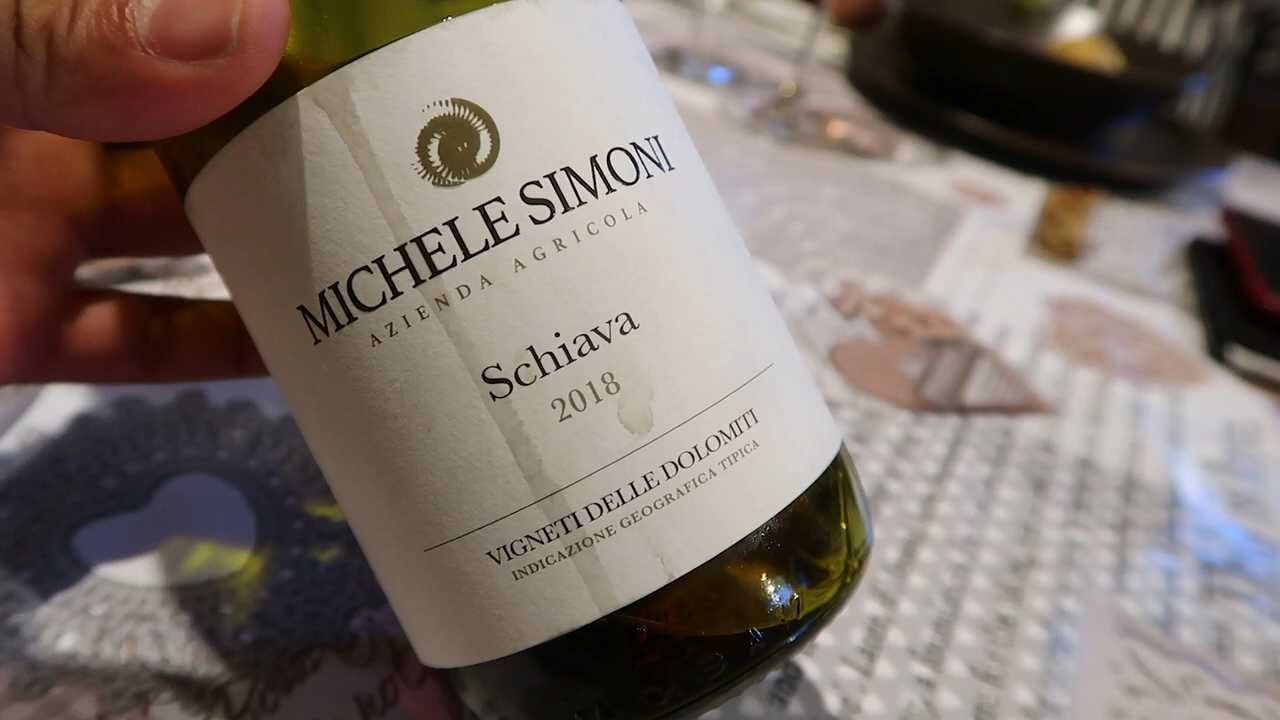 MICHELE SIMONI
AZIENDA AGRICOLA
Schiava
2018
VIGNETI DELLE DOLOMITI
INDICAZIONE GEOGRAFICA TIPICA